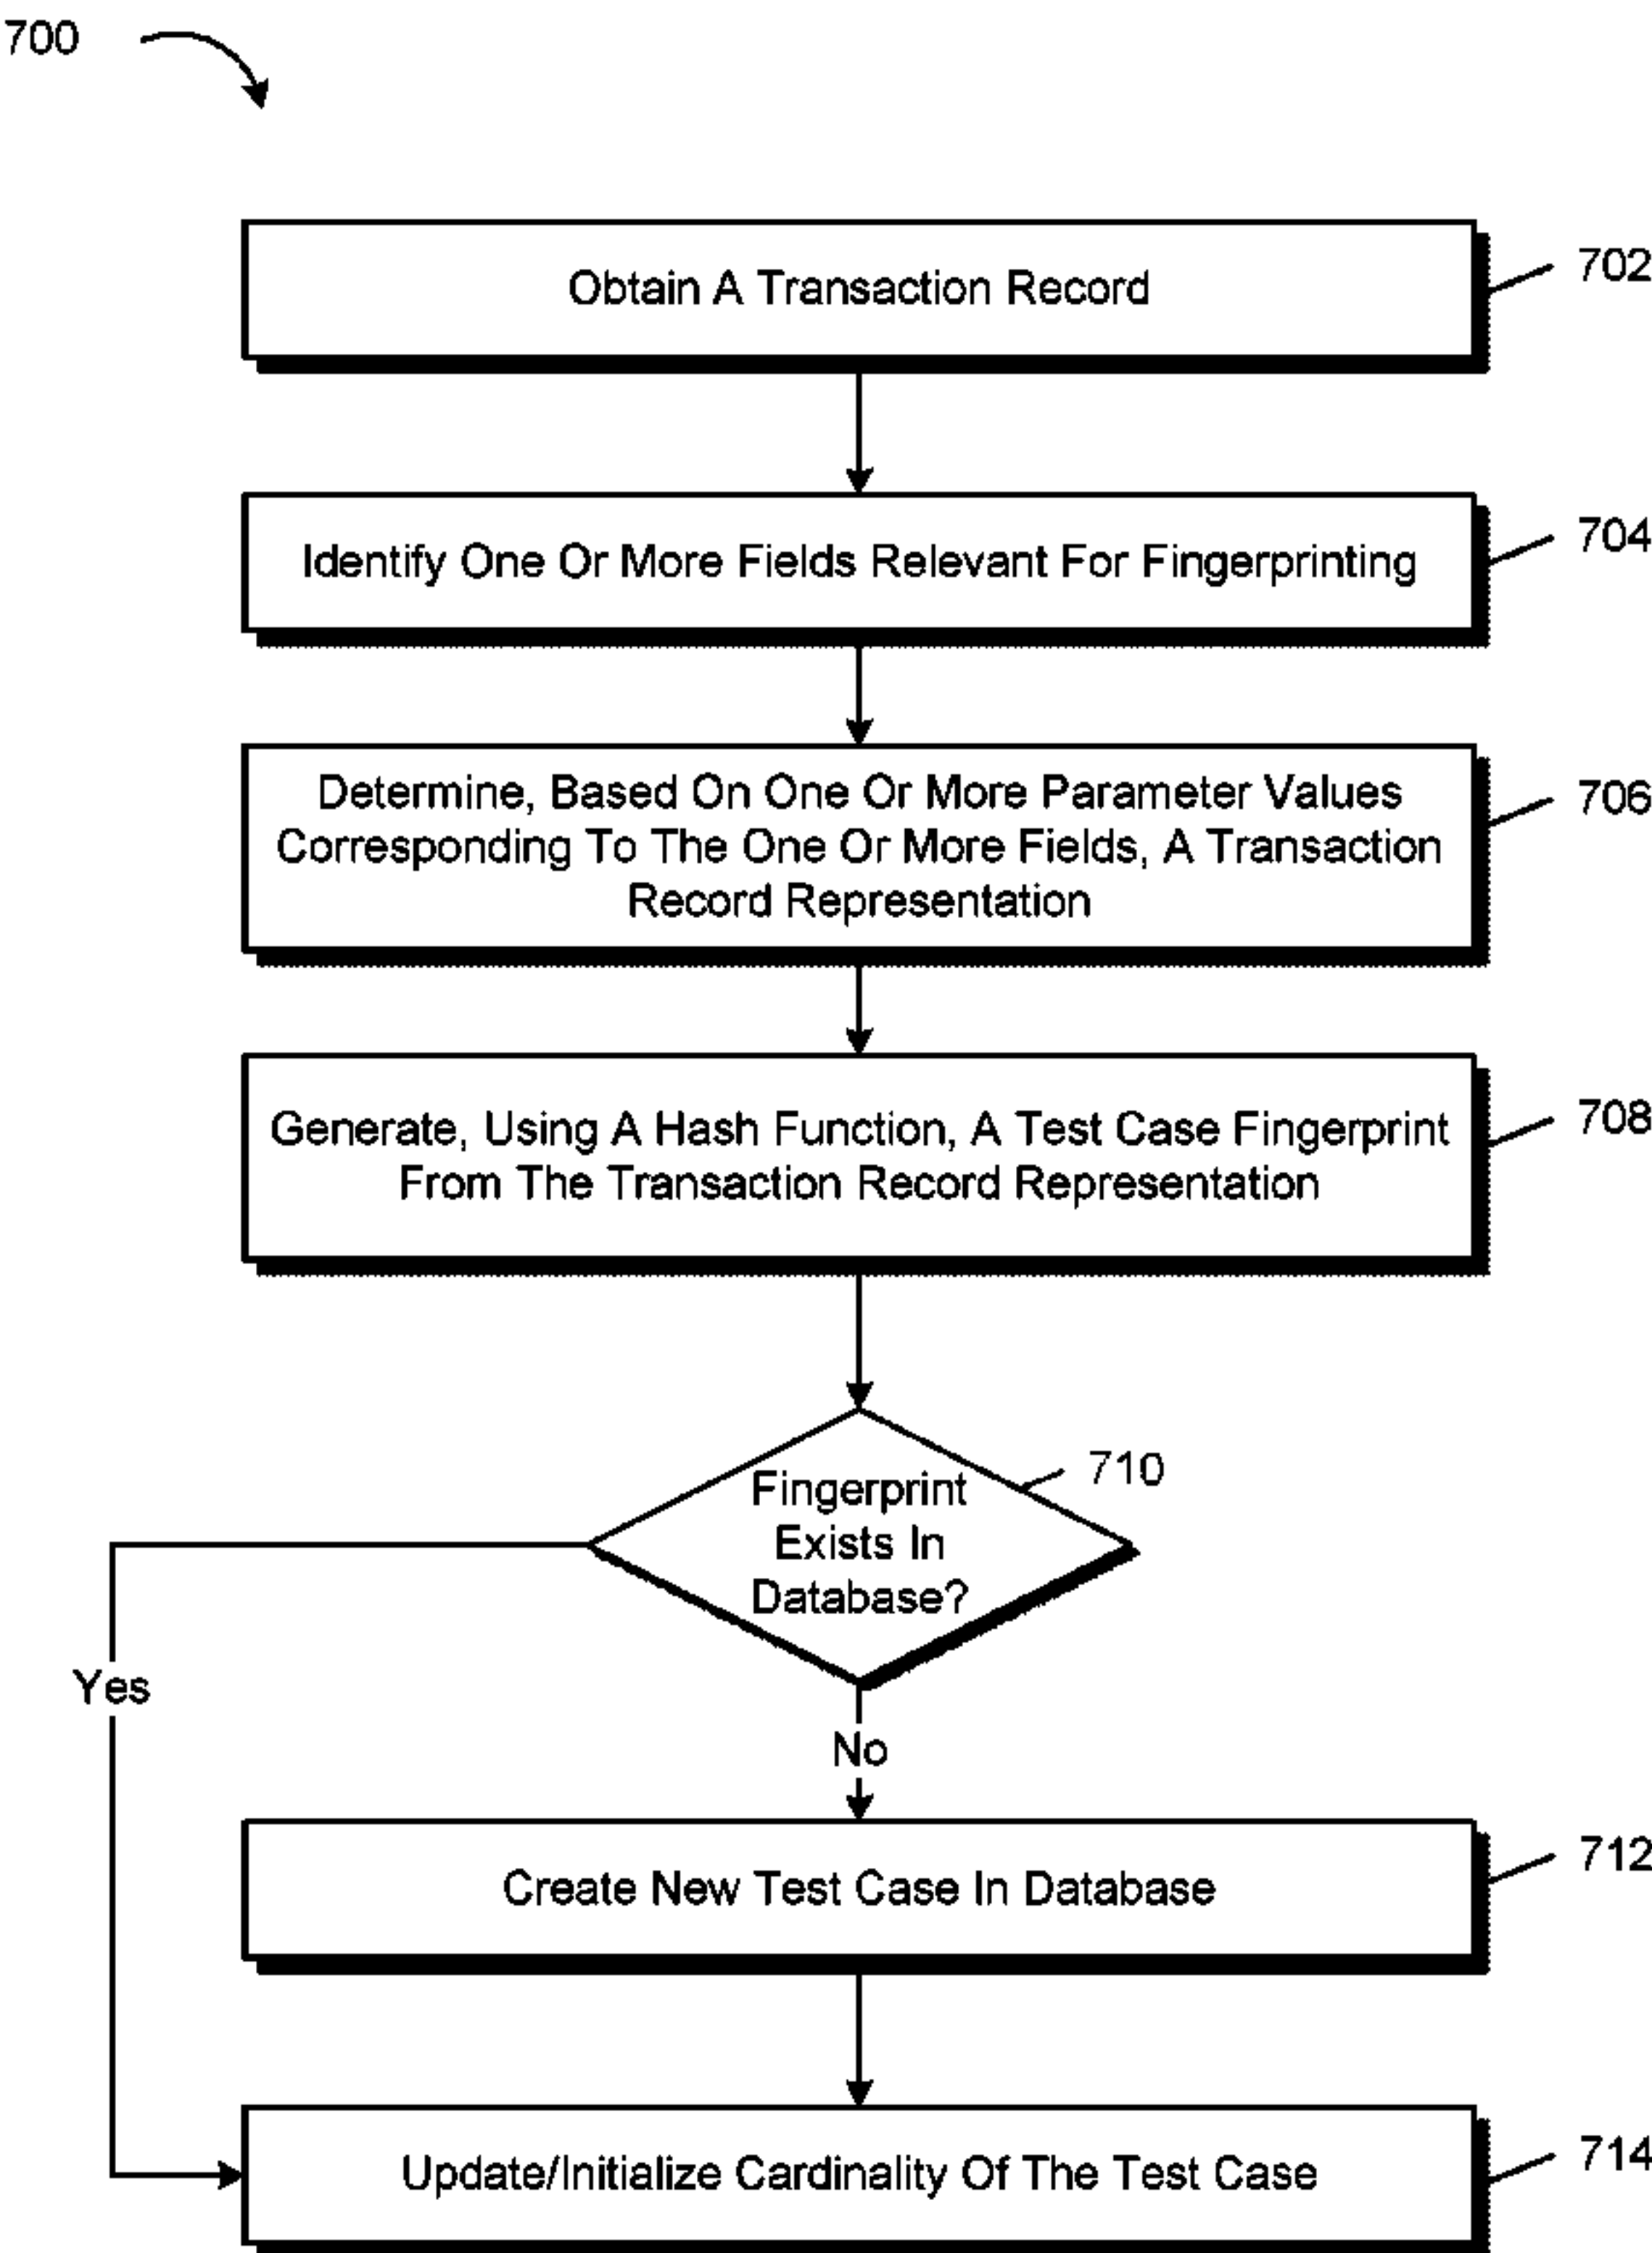 700
Obtain A Transaction Record
702
Identify One Or More Fields Relevant For Fingerprinting
704
Determine, Based On One Or More Parameter Values
Corresponding To The One Or More Fields, A Transaction
Record Representation
706
Generate, Using A Hash Function, A Test Case Fingerprint
From The Transaction Record Representation
708
Fingerprint
Exists In
Database?
710
Yes
No
Create New Test Case In Database
712
Update/Initialize Cardinality Of The Test Case
714